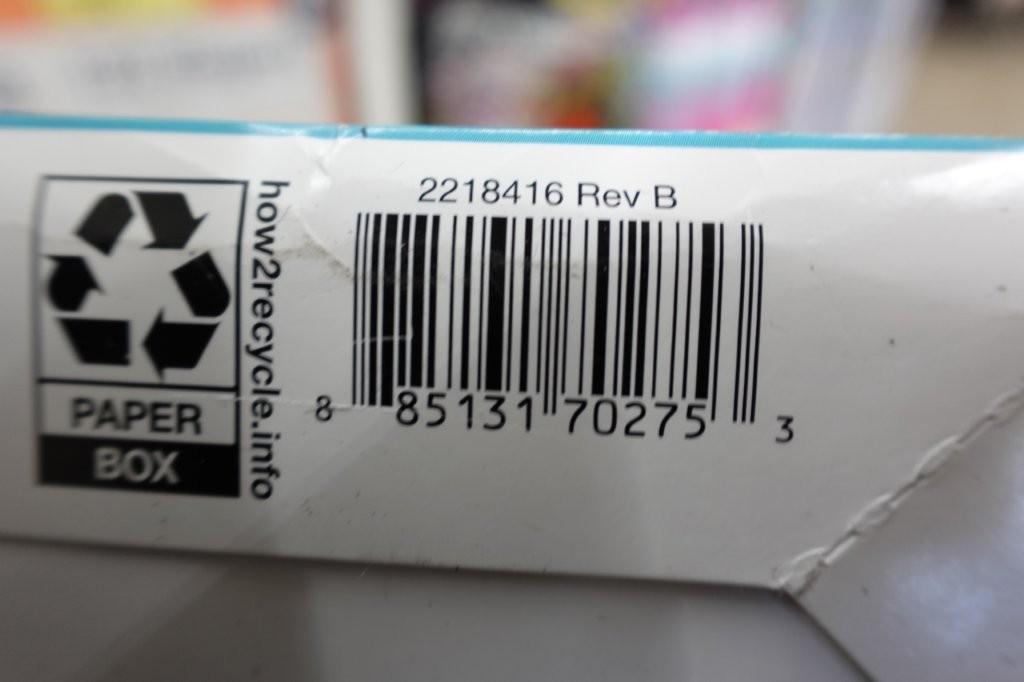 2218416 Rev B
how2recycle.info
PAPER
BOX
8 85131 70275 3